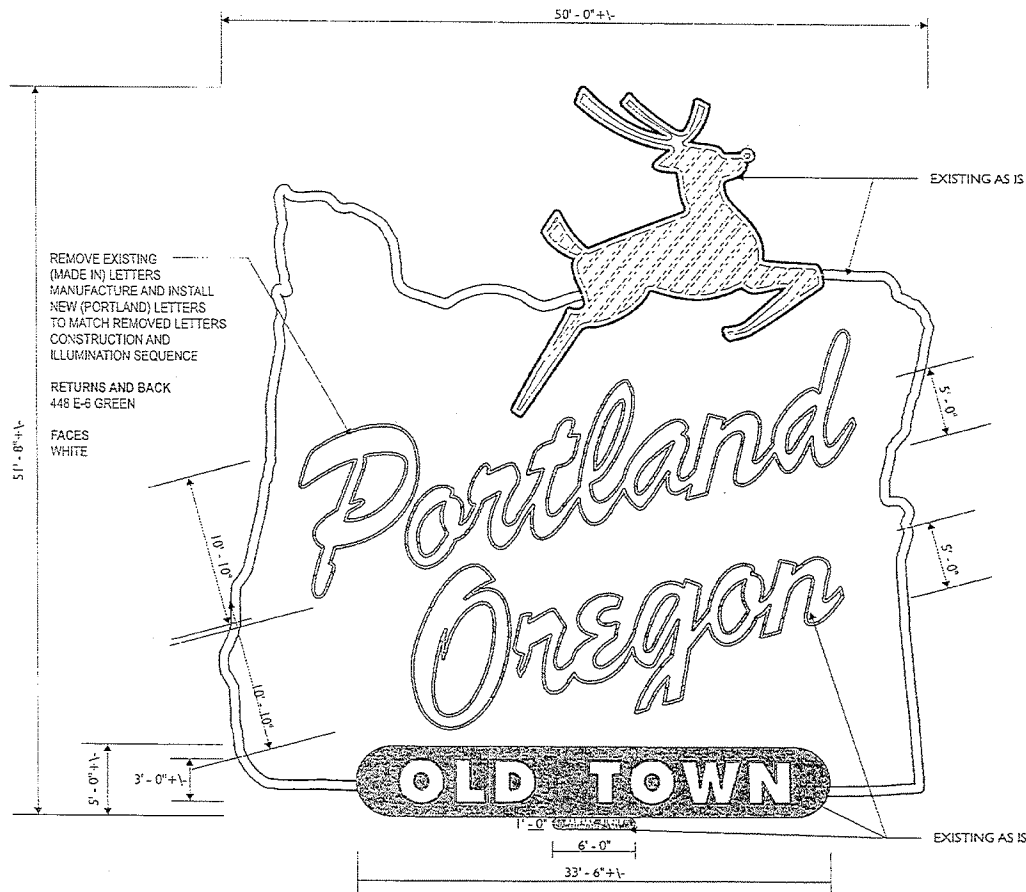 50' - 0"+\-
EXISTING AS IS
REMOVE EXISTING
(MADE IN) LETTERS
MANUFACTURE AND INSTALL
NEW (PORTLAND) LETTERS
TO MATCH REMOVED LETTERS
CONSTRUCTION AND
ILLUMINATION SEQUENCE
RETURNS AND BACK
448 E-6 GREEN
FACES
WHITE
51' - 8"+\-
5' - 0"
Portland
10' - 10"
5' - 0"
Oregon
10' - 10"
5' - 0"+\-
3' - 0"+\-
OLD TOWN
1' - 0"
EXISTING AS IS
6' - 0"
33' - 6"+\-